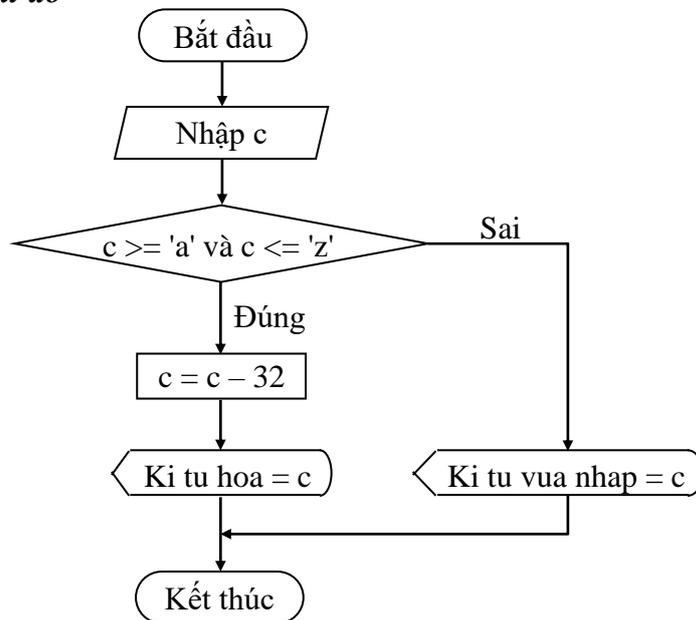 Bắt đầu
Nhập c
c >= 'a' và c <= 'z'
Sai
Đúng
c = c – 32
Ki tu hoa = c
Ki tu vua nhap = c
Kết thúc